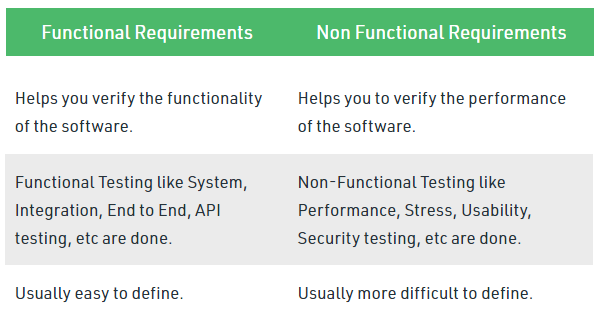 Functional Requirements
Non Functional Requirements
Helps you verify the functionality
of the software.
Helps you to verify the performance
of the software.
Functional Testing like System,
Integration, End to End, API
testing, etc are done.
Non-Functional Testing like
Performance, Stress, Usability,
Security testing, etc are done.
Usually easy to define.
Usually more difficult to define.